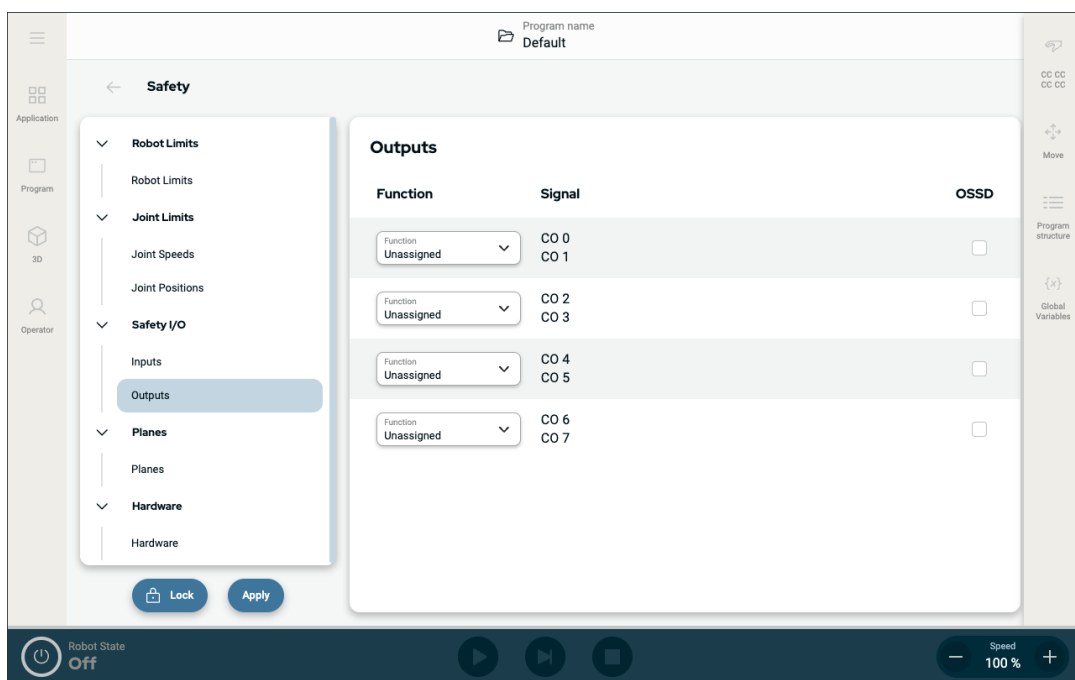 Program name
Default
Application
Program
3D
Operator
Safety
Robot Limits
Robot Limits
Joint Limits
Joint Speeds
Joint Positions
Safety I/O
Inputs
Outputs
Planes
Planes
Hardware
Hardware
Lock
Apply
Outputs
Function
Signal
OSSD
Function
Unassigned
CO 0
CO 1
Function
Unassigned
CO 2
CO 3
Function
Unassigned
CO 4
CO 5
Function
Unassigned
CO 6
CO 7
CC CC
CC CC
Move
Program
structure
{x}
Global
Variables
Robot State
Off
Speed
100 %